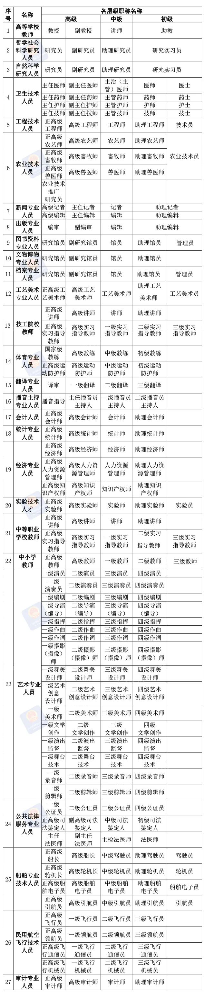 序号 名称 各层级职称名称
高级 中级 初级
1 高等学校教师 教授 副教授 讲师 助教
2 哲学社会科学研究人员 研究员 副研究员 助理研究员 研究实习员
3 自然科学研究人员 研究员 副研究员 助理研究员 研究实习员
4 卫生技术人员 主任医师 副主任医师 主治（主管）医师 医师 医士
主任药师 副主任药师 主管药师 药师 药士
主任护师 副主任护师 主管护师 护师 护士
主任技师 副主任技师 主管技师 技师 技士
5 工程技术人员 正高级工程师 高级工程师 工程师 助理工程师 技术员
6 农业技术人员 正高级农艺师 高级农艺师 农艺师 助理农艺师 农业技术员
正高级畜牧师 高级畜牧师 畜牧师 助理畜牧师
正高级兽医师 高级兽医师 兽医师 助理兽医师
农业技术推广研究员
7 新闻专业人员 高级记者 主任记者 记者 助理记者
高级编辑 主任编辑 编辑 助理编辑
8 出版专业人员 编审 副编审 编辑 助理编辑
9 图书资料专业人员 研究馆员 副研究馆员 馆员 助理馆员 管理员
10 文物博物专业人员 研究馆员 副研究馆员 馆员 助理馆员
11 档案专业人员 研究馆员 副研究馆员 馆员 助理馆员 管理员
12 工艺美术专业人员 正高级工艺美术师 高级工艺美术师 工艺美术师 助理工艺美术师 工艺美术员
13 技工院校教师 正高级讲师 高级讲师 讲师 助理讲师
正高级实习指导教师 高级实习指导教师 一级实习指导教师 二级实习指导教师 三级实习指导教师
14 体育专业人员 国家级教练 高级教练 中级教练 初级教练
正高级运动防护师 高级运动防护师 中级运动防护师 初级运动防护师
15 翻译专业人员 译审 一级翻译 二级翻译 三级翻译
16 播音主持专业人员 播音指导 主任播音员主持人 一级播音员主持人 二级播音员主持人
17 会计人员 正高级会计师 高级会计师 会计师 助理会计师
18 统计专业人员 正高级统计师 高级统计师 统计师 助理统计师
19 经济专业人员 正高级经济师 高级经济师 经济师 助理经济师
正高级人力资源管理师 高级人力资源管理师 人力资源管理师 助理人力资源管理师
正高级知识产权师 高级知识产权师 知识产权师 助理知识产权师
20 实验技术人才 正高级实验师 高级实验师 实验师 助理实验师 实验员
21 中等职业学校教师 正高级讲师 高级讲师 讲师 助理讲师
正高级实习指导教师 高级实习指导教师 一级实习指导教师 二级实习指导教师 三级实习指导教师
22 中小学教师 正高级教师 高级教师 一级教师 二级教师 三级教师
23 艺术专业人员 一级演员 二级演员 三级演员 四级演员
一级演奏员 二级演奏员 三级演奏员 四级演奏员
一级编剧 二级编剧 三级编剧 四级编剧
一级导演（编导） 二级导演（编导） 三级导演（编导） 四级导演（编导）
一级指挥 二级指挥 三级指挥 四级指挥
一级作曲 二级作曲 三级作曲 四级作曲
一级作词 二级作词 三级作词 四级作词
一级摄影（摄像）师 二级摄影（摄像）师 三级摄影（摄像）师 四级摄影（摄像）师
一级舞美设计师 二级舞美设计师 三级舞美设计师 四级舞美设计师
一级艺术创意设计师 二级艺术创意设计师 三级艺术创意设计师 四级艺术创意设计师
一级美术师 二级美术师 三级美术师 四级美术师
一级文学创作 二级文学创作 三级文学创作 四级文学创作
一级演出监督 二级演出监督 三级演出监督 四级演出监督
一级舞台技术 二级舞台技术 三级舞台技术 四级舞台技术
一级录音师 二级录音师 三级录音师 四级录音师
一级剪辑师 二级剪辑师 三级剪辑师 四级剪辑师
24 公共法律服务专业人员 一级公证员 二级公证员 三级公证员 四级公证员
正高级司法鉴定人 副高级司法鉴定人 中级司法鉴定人 初级司法鉴定人
主任法医师 副主任法医师 主检法医师 法医师
25 船舶专业技术人员 正高级船长 高级船长 中级驾驶员 助理驾驶员 驾驶员
正高级轮机长 高级轮机长 中级轮机员 助理轮机员 轮机员
正高级船舶电子员 高级船舶电子员 中级船舶电子员 助理船舶电子员 船舶电子员
正高级引航员 高级引航员 中级引航员 助理引航员 引航员
26 民用航空飞行技术人员 正高级飞行员 一级飞行员 二级飞行员 三级飞行员
正高级领航员 一级领航员 二级领航员 三级领航员
正高级飞行通信员 一级飞行通信员 二级飞行通信员 三级飞行通信员
正高级飞行机械员 一级飞行机械员 二级飞行机械员 三级飞行机械员
27 审计专业人员 正高级审计师 高级审计师 审计师 助理审计师